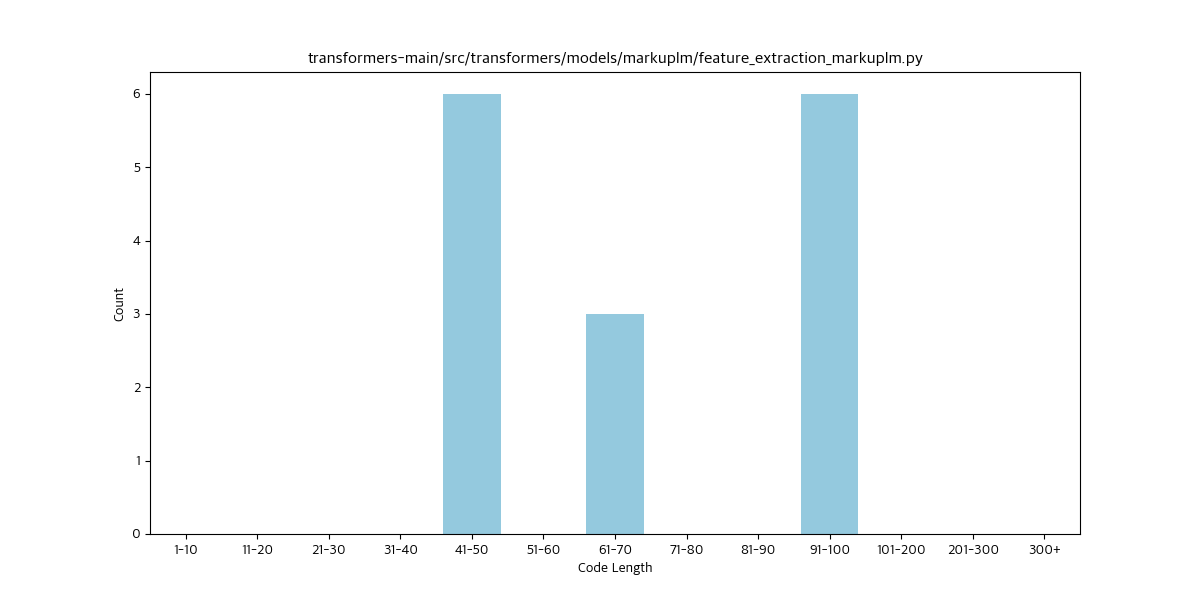 transformers-main/src/transformers/models/markuplm/feature_extraction_markuplm.py
6
5
4
3
2
1
0
Count
1-10 11-20 21-30 31-40 41-50 51-60 61-70 71-80 81-90 91-100 101-200 201-300 300+
Code Length